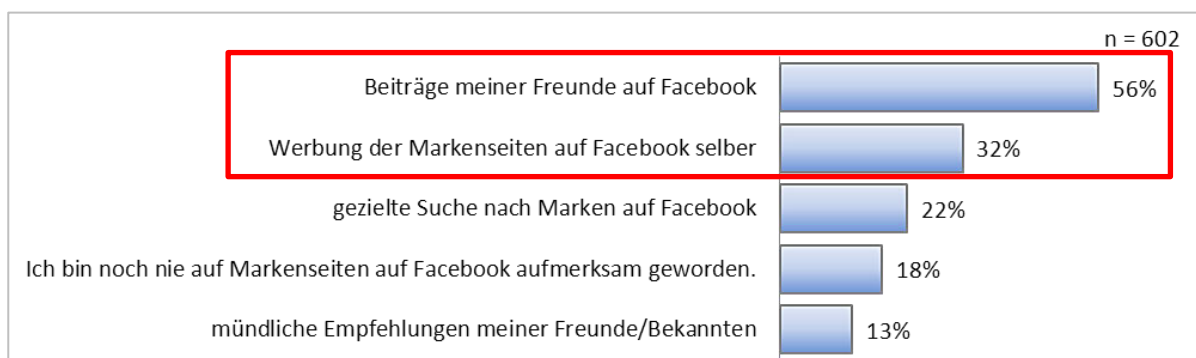 n = 602
Beiträge meiner Freunde auf Facebook 56%
Werbung der Markenseiten auf Facebook selber 32%
gezielte Suche nach Marken auf Facebook 22%
Ich bin noch nie auf Markenseiten auf Facebook aufmerksam geworden. 18%
mündliche Empfehlungen meiner Freunde/Bekannten 13%